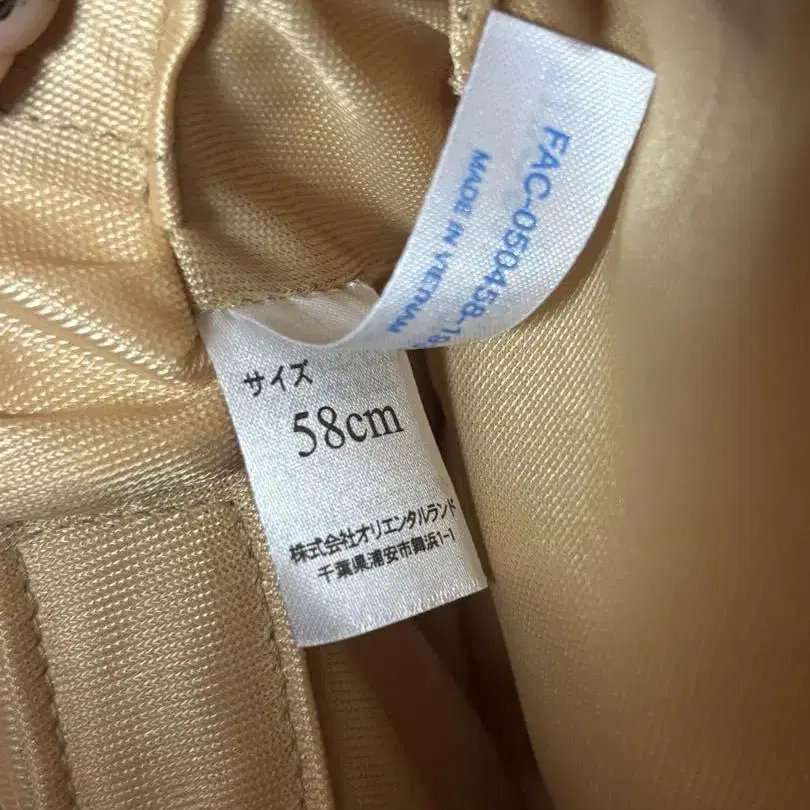 FAC-050458-18
MADE IN VIETNAM
サイズ
58cm
株式会社オリエンタルランド
千葉県浦安市舞浜1-1